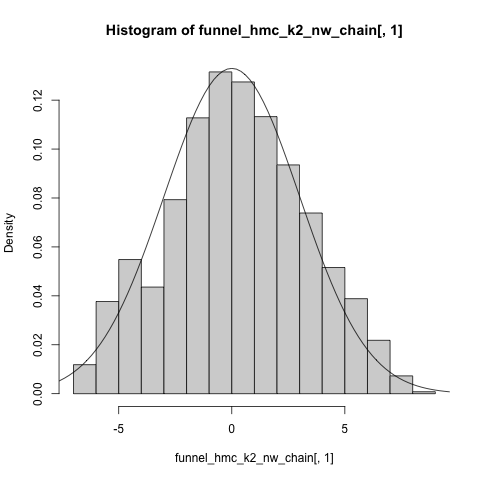 Histogram of funnel_hmc_k2_nw_chain[, 1]
Density
0.12
0.10
0.08
0.06
0.04
0.02
0.00
-5 0 5
funnel_hmc_k2_nw_chain[, 1]